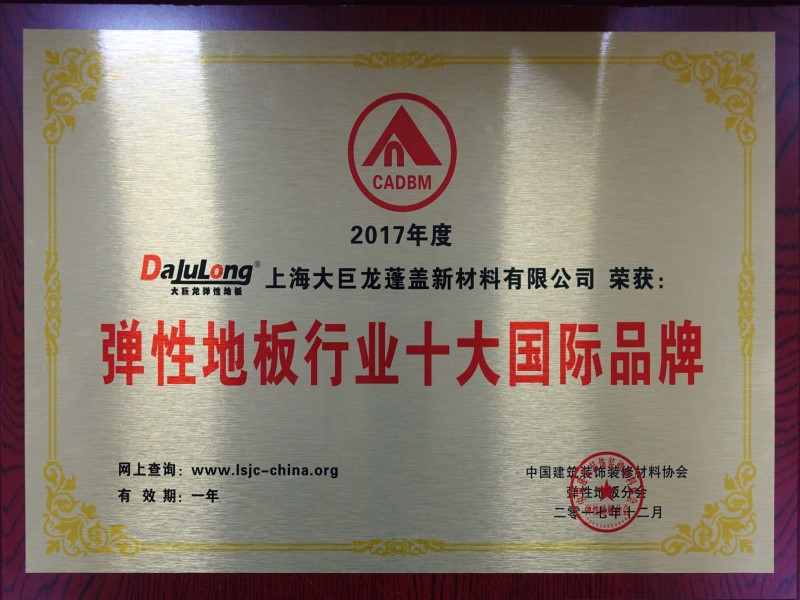 CADBM
2017年度
DaJuLong® 上海大巨龙蓬盖新材料有限公司 荣获：
大巨龙弹性地板
弹性地板行业十大国际品牌
网上查询：www.lsjc-china.org
有 效 期：一年
中国建筑装饰装修材料协会
弹性地板分会
二零一七年十二月